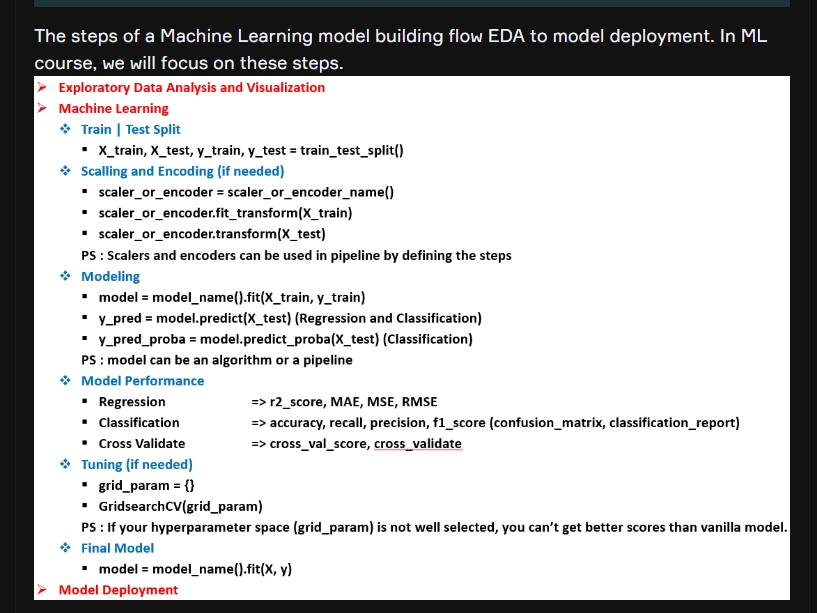 The steps of a Machine Learning model building flow EDA to model deployment. In ML
course, we will focus on these steps.
➢ Exploratory Data Analysis and Visualization
➢ Machine Learning
❖ Train | Test Split
▪ X_train, X_test, y_train, y_test = train_test_split()
❖ Scalling and Encoding (if needed)
▪ scaler_or_encoder = scaler_or_encoder_name()
▪ scaler_or_encoder.fit_transform(X_train)
▪ scaler_or_encoder.transform(X_test)
PS : Scalers and encoders can be used in pipeline by defining the steps
❖ Modeling
▪ model = model_name().fit(X_train, y_train)
▪ y_pred = model.predict(X_test) (Regression and Classification)
▪ y_pred_proba = model.predict_proba(X_test) (Classification)
PS : model can be an algorithm or a pipeline
❖ Model Performance
▪ Regression => r2_score, MAE, MSE, RMSE
▪ Classification => accuracy, recall, precision, f1_score (confusion_matrix, classification_report)
▪ Cross Validate => cross_val_score, cross_validate
❖ Tuning (if needed)
▪ grid_param = {}
▪ GridsearchCV(grid_param)
PS : If your hyperparameter space (grid_param) is not well selected, you can’t get better scores than vanilla model.
❖ Final Model
▪ model = model_name().fit(X, y)
➢ Model Deployment